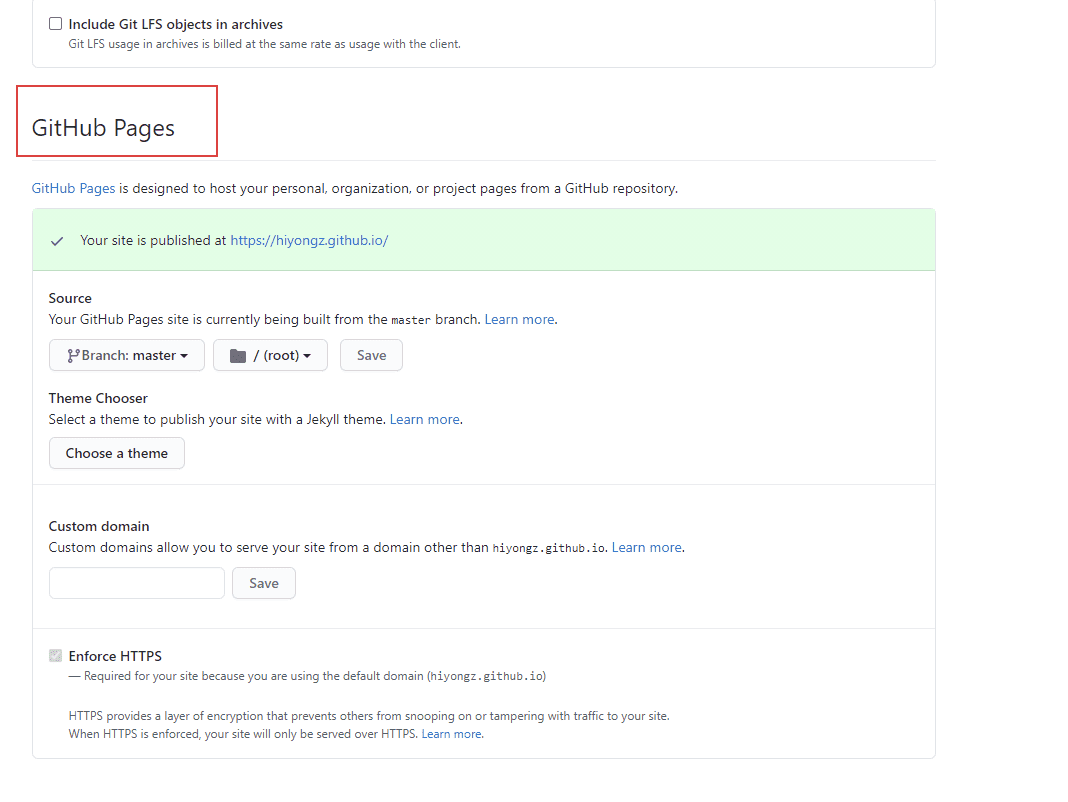 Include Git LFS objects in archives
Git LFS usage in archives is billed at the same rate as usage with the client.
GitHub Pages
GitHub Pages is designed to host your personal, organization, or project pages from a GitHub repository.
Your site is published at https://hiyongz.github.io/
Source
Your GitHub Pages site is currently being built from the master branch. Learn more.
Branch: master / (root) Save
Theme Chooser
Select a theme to publish your site with a Jekyll theme. Learn more.
Choose a theme
Custom domain
Custom domains allow you to serve your site from a domain other than hiyongz.github.io. Learn more.
Save
Enforce HTTPS
— Required for your site because you are using the default domain (hiyongz.github.io)
HTTPS provides a layer of encryption that prevents others from snooping on or tampering with traffic to your site.
When HTTPS is enforced, your site will only be served over HTTPS. Learn more.